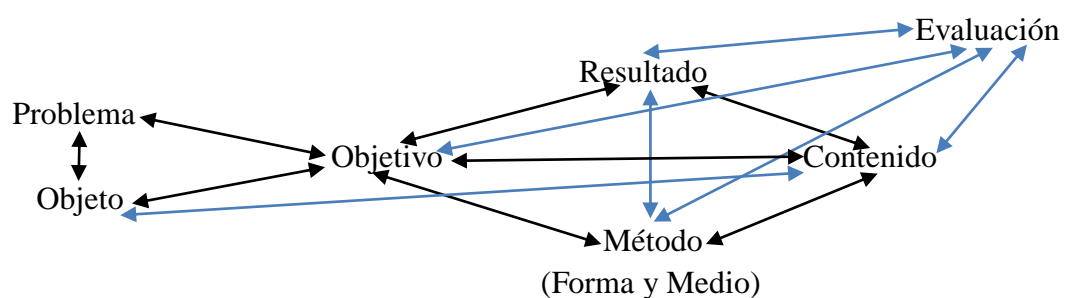 Evaluación
Resultado
Problema
Objetivo
Contenido
Objeto
Método
(Forma y Medio)